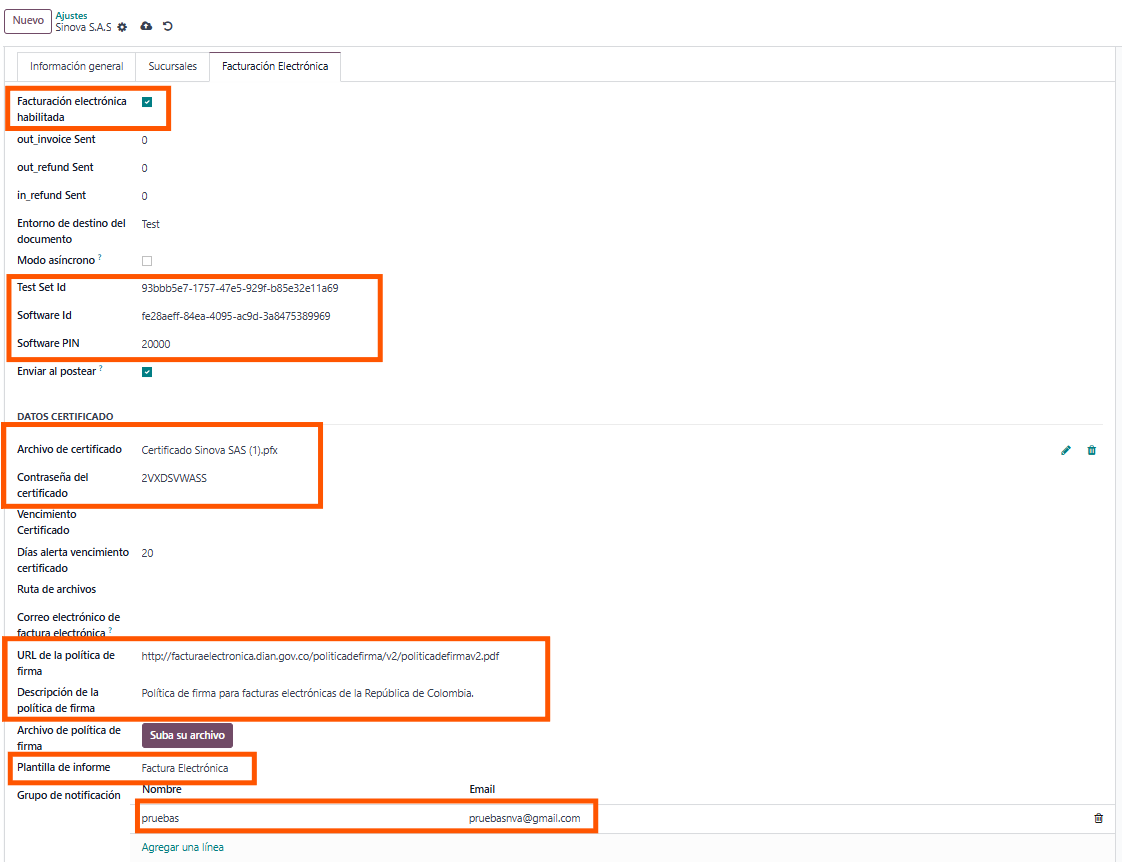 Nuevo
Ajustes
Sinova S.A.S
Información general
Sucursales
Facturación Electrónica
Facturación electrónica
habilitada
out_invoice Sent 0
out_refund Sent 0
in_refund Sent 0
Entorno de destino del
documento
Test
Modo asíncrono ?
Test Set Id 93bbb5e7-1757-47e5-929f-b85e32e11a69
Software Id fe28aeff-84ea-4095-ac9d-3a8475389969
Software PIN 20000
Enviar al postear ?
DATOS CERTIFICADO
Archivo de certificado Certificado Sinova SAS (1).pfx
Contraseña del
certificado
2VXDSVWASS
Vencimiento
Certificado
Días alerta vencimiento
certificado
20
Ruta de archivos
Correo electrónico de
factura electrónica ?
URL de la política de
firma
http://facturaelectronica.dian.gov.co/politicadefirma/v2/politicadefirmav2.pdf
Descripción de la
política de firma
Política de firma para facturas electrónicas de la República de Colombia.
Archivo de política de
firma
Suba su archivo
Plantilla de informe Factura Electrónica
Grupo de notificación
Nombre Email
pruebas pruebasnva@gmail.com
Agregar una línea